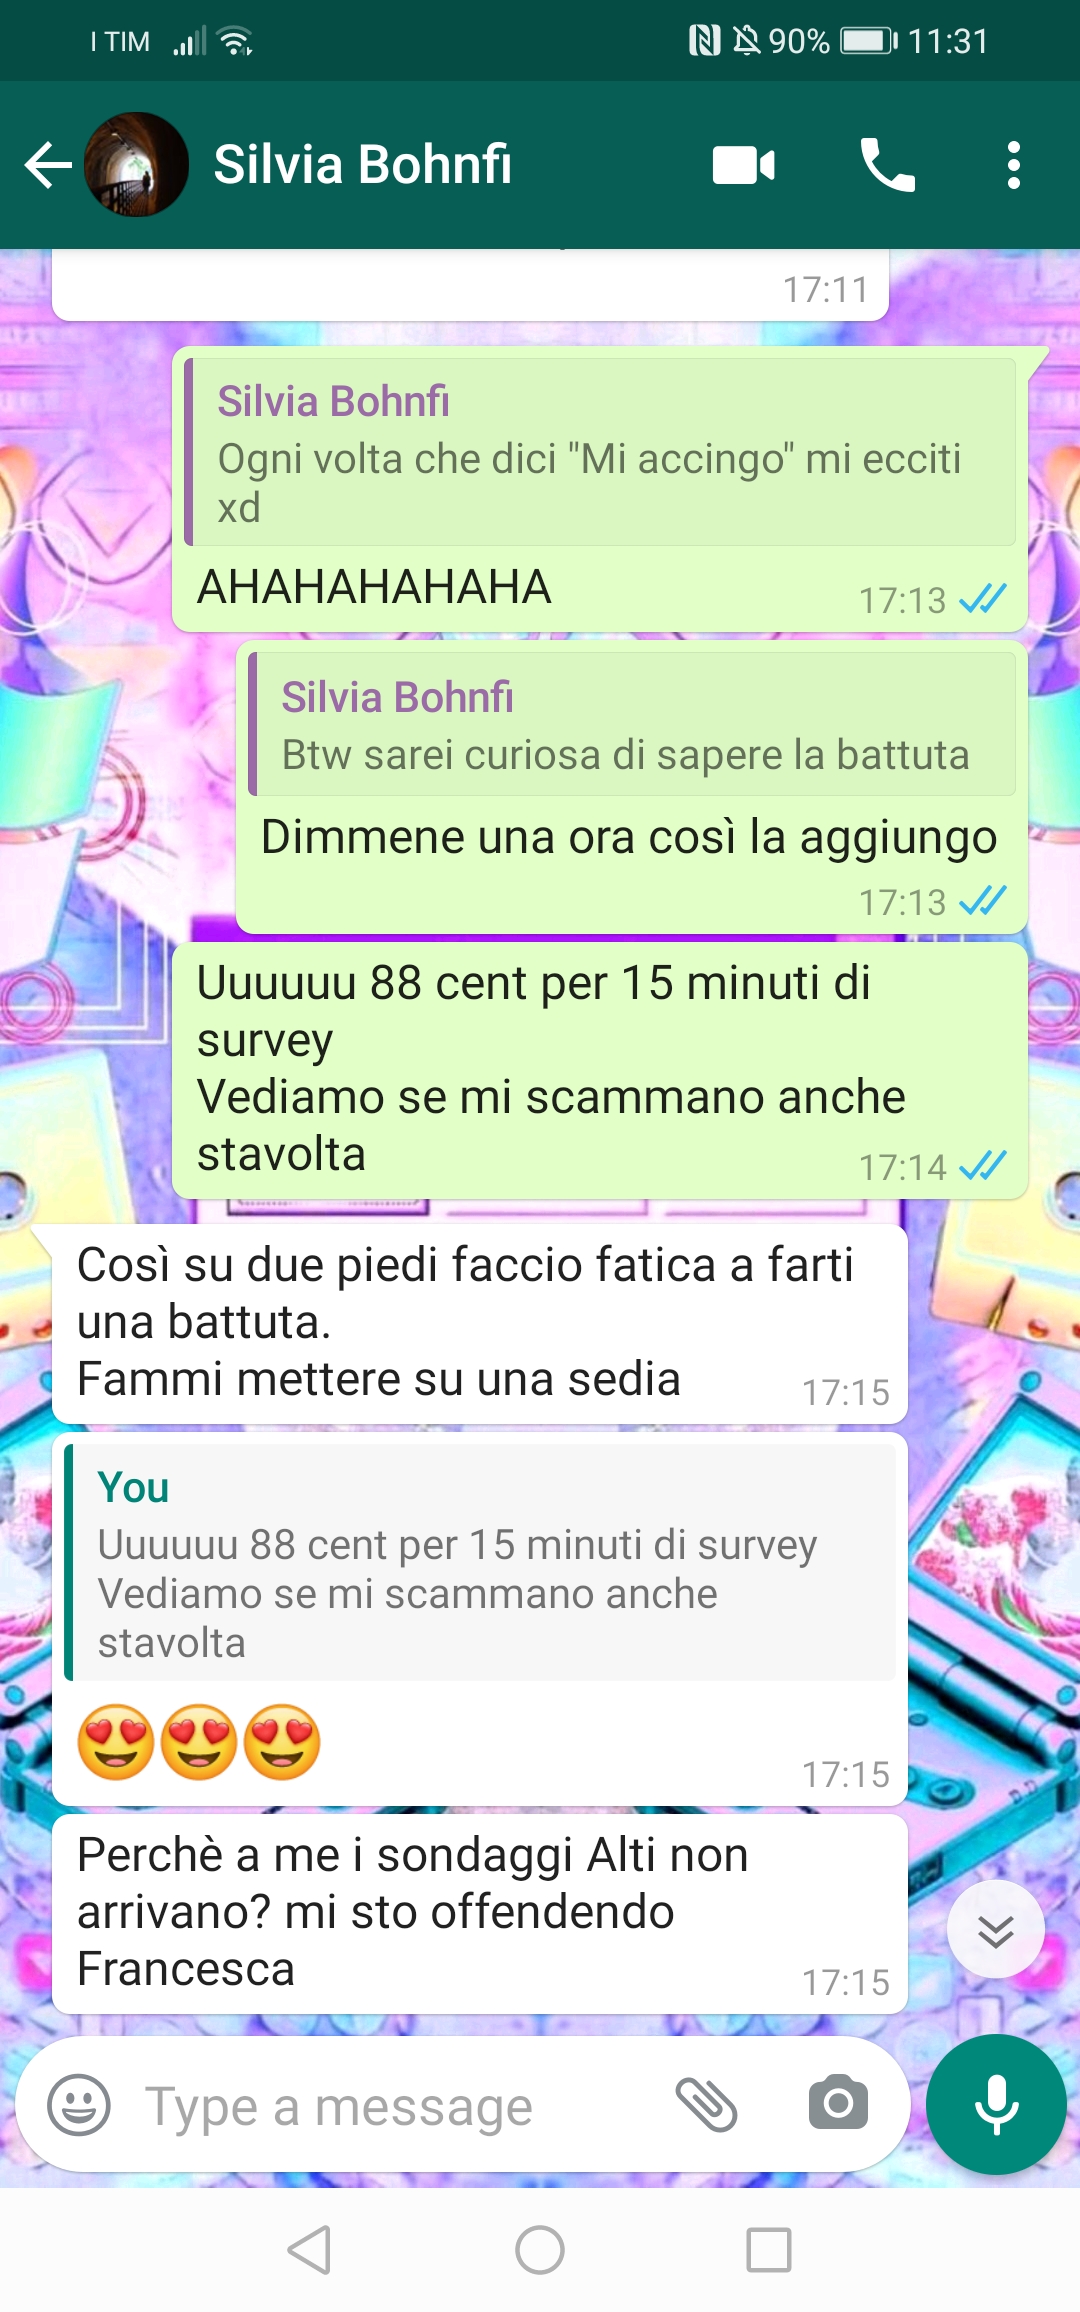 I TIM 90% 11:31
Silvia Bohnfi
17:11
Silvia Bohnfi
Ogni volta che dici "Mi accingo" mi ecciti
xd
AHAHAHAHAHA 17:13
Silvia Bohnfi
Btw sarei curiosa di sapere la battuta
Dimmene una ora così la aggiungo
17:13
Uuuuuu 88 cent per 15 minuti di
survey
Vediamo se mi scammano anche
stavolta 17:14
Così su due piedi faccio fatica a farti
una battuta.
Fammi mettere su una sedia 17:15
You
Uuuuuu 88 cent per 15 minuti di survey
Vediamo se mi scammano anche
stavolta
😍😍😍
17:15
Perchè a me i sondaggi Alti non
arrivano? mi sto offendendo
Francesca 17:15
Type a message